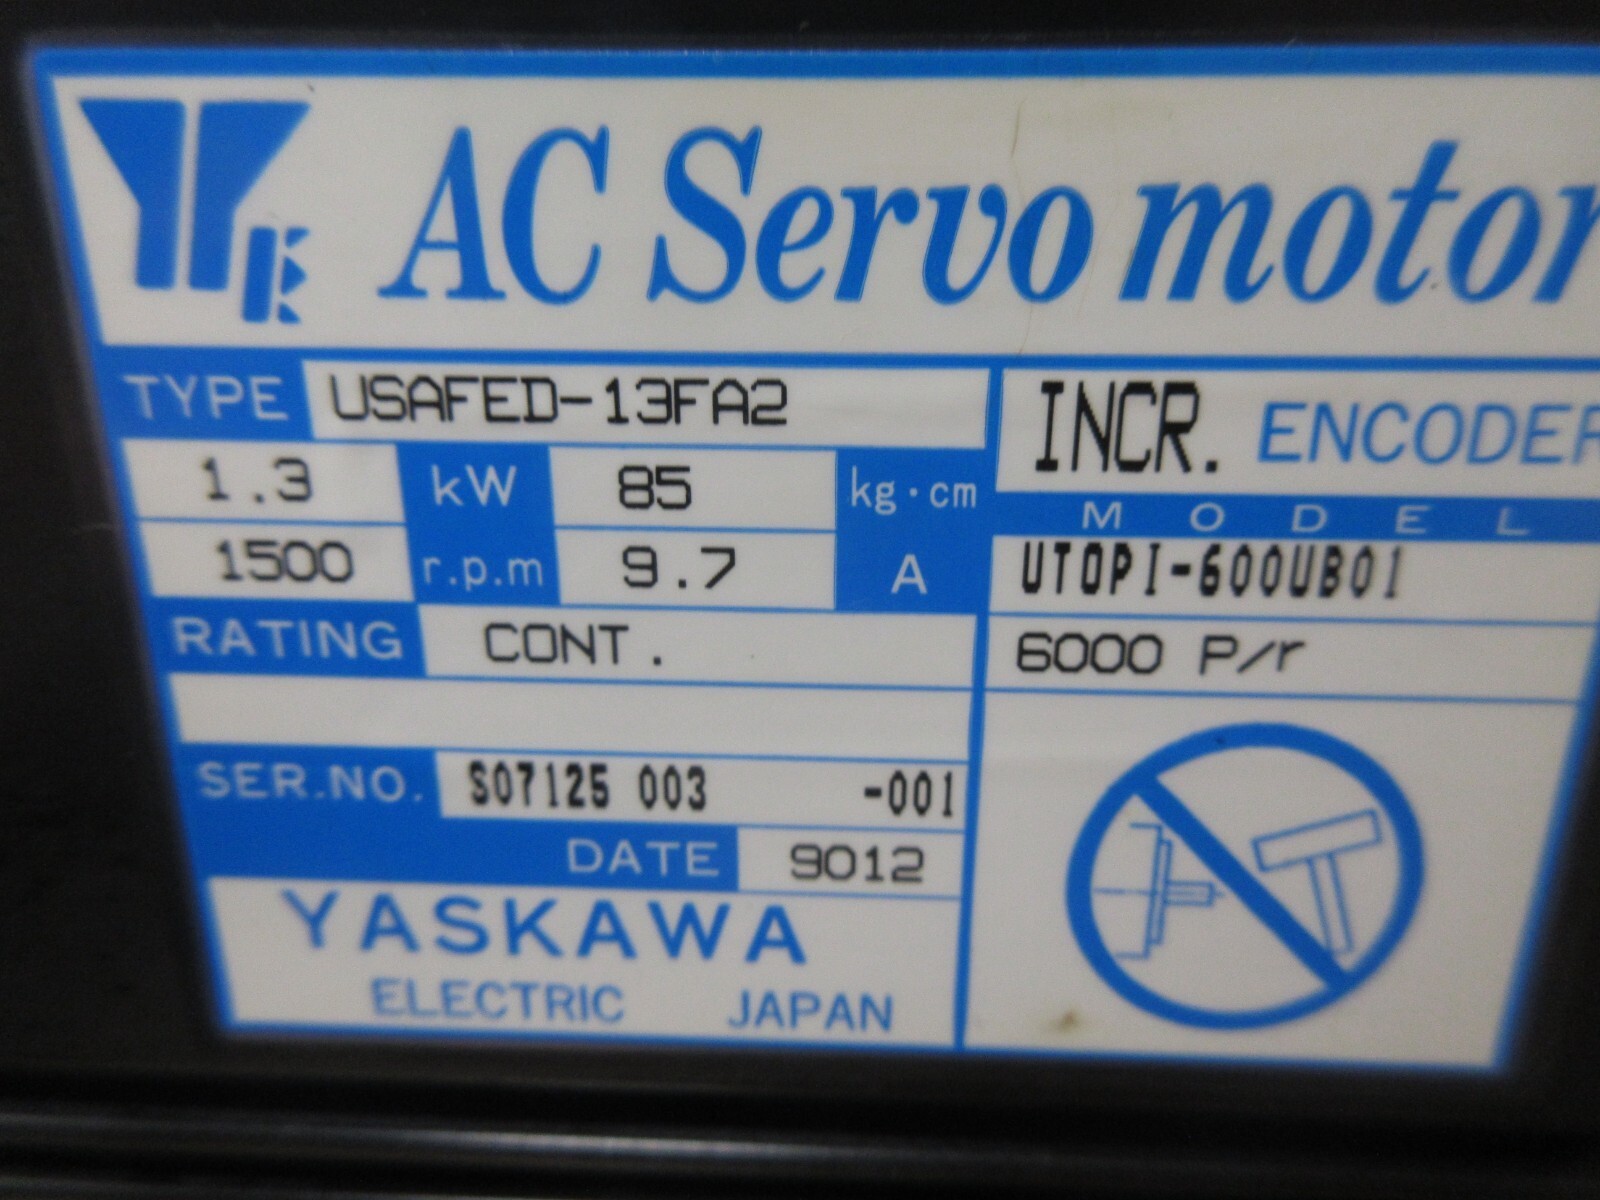 YEK
AC Servo motor
TYPE USAFED-13FA2
1.3 kW 85 kg·cm
1500 r.p.m 9.7 A
RATING CONT.
SER.NO. S07125 003 -001
DATE 9012
YASKAWA
ELECTRIC JAPAN
INCR. ENCODER
MODEL
UTOPI-600UB01
6000 P/r